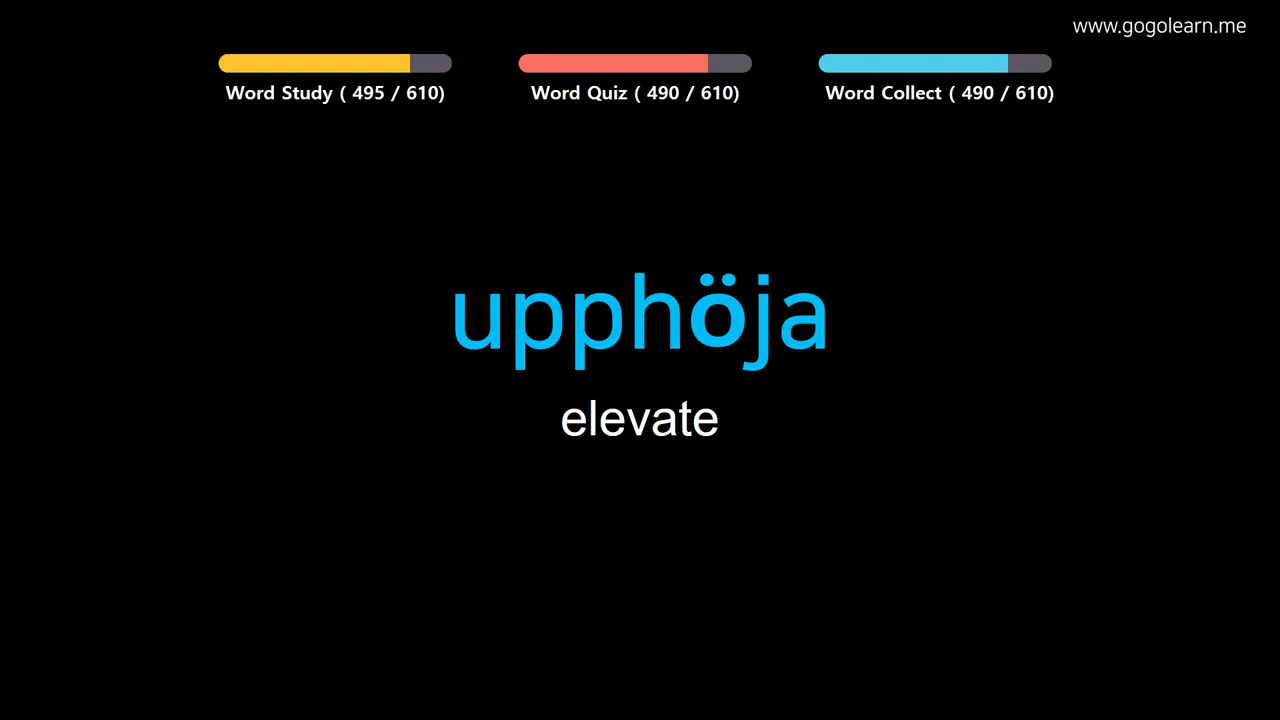 www.gogolearn.me
Word Study ( 495 / 610)
Word Quiz ( 490 / 610)
Word Collect ( 490 / 610)
upphöja
elevate